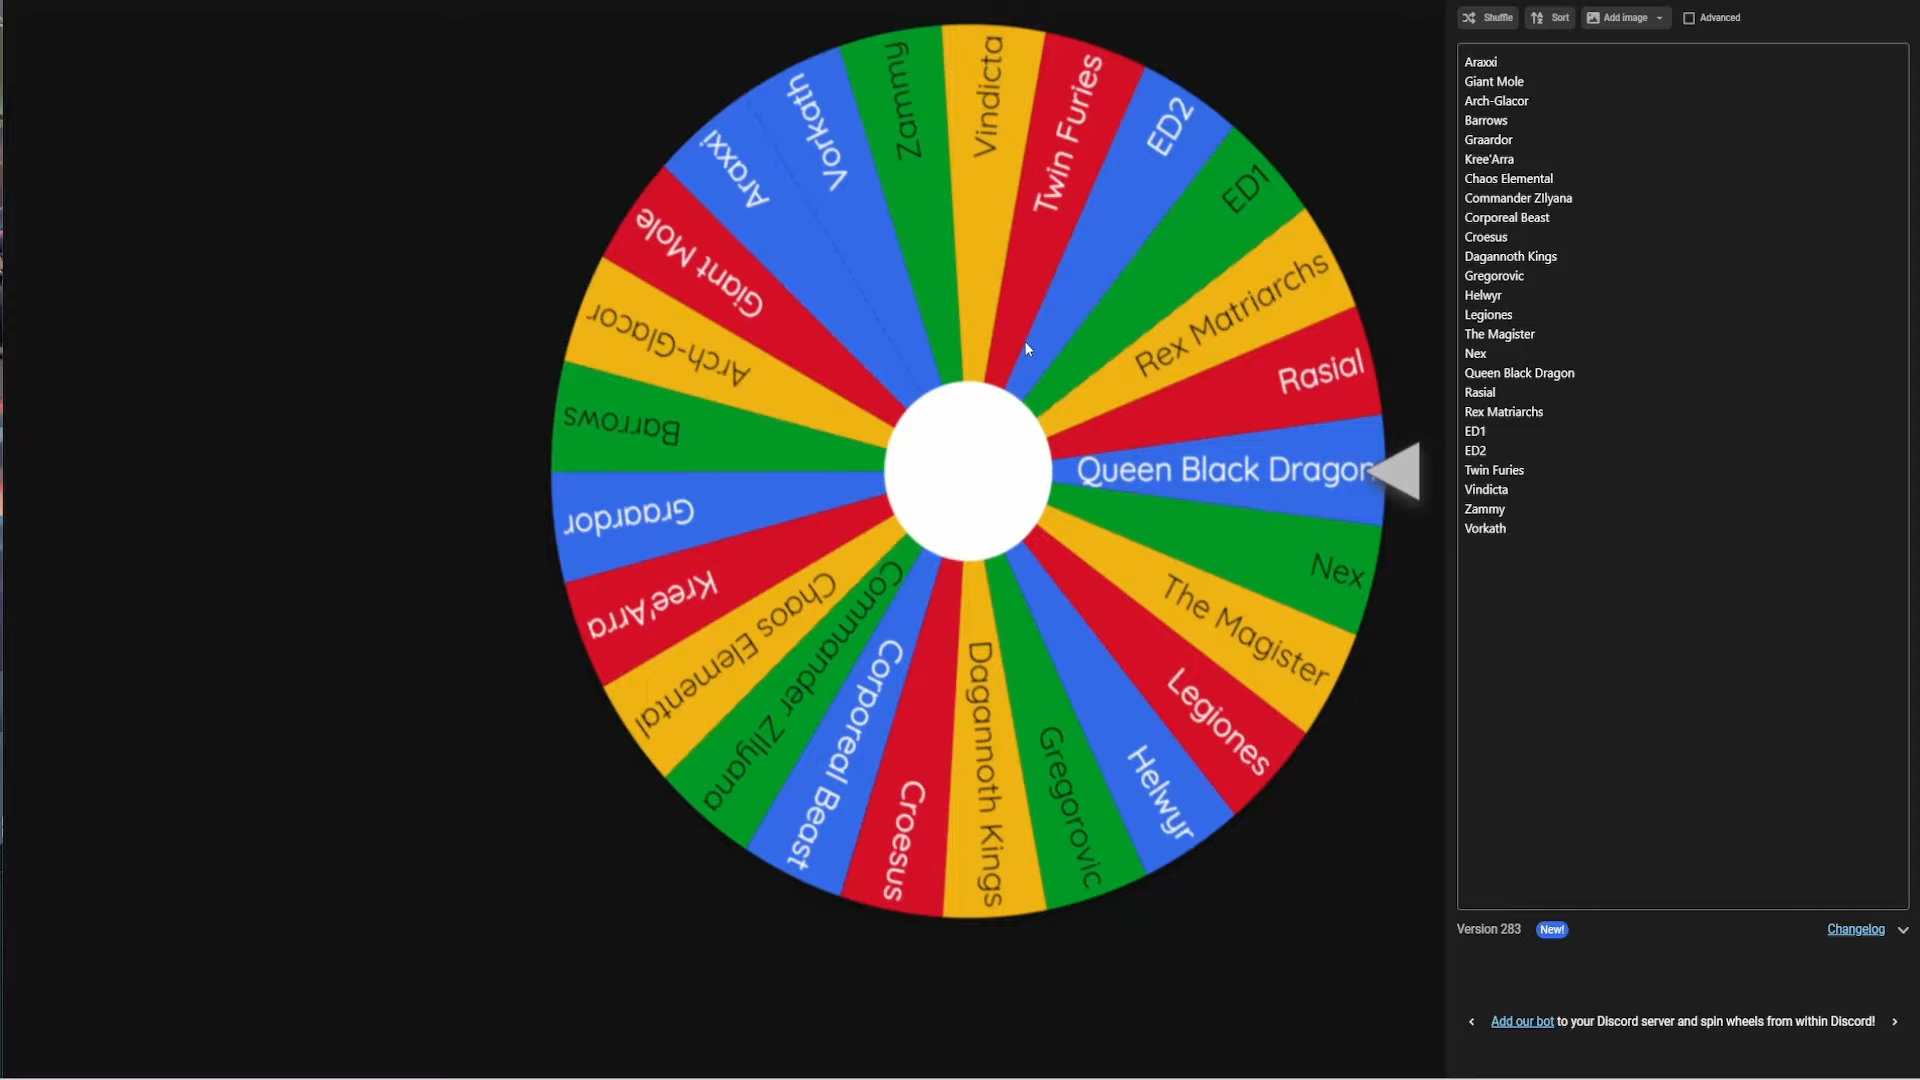 Shuffle Sort Add image Advanced
Araxxi
Giant Mole
Arch-Glacor
Barrows
Graardor
Kree'Arra
Chaos Elemental
Commander ZIlyana
Corporeal Beast
Croesus
Dagannoth Kings
Gregorovic
Helwyr
Legiones
The Magister
Nex
Queen Black Dragon
Rasial
Rex Matriarchs
ED1
ED2
Twin Furies
Vindicta
Zammy
Vorkath
Zammy
Vindicta
Twin Furies
ED2
ED1
Rex Matriarchs
Rasial
Queen Black Dragon
Nex
The Magister
Legiones
Helwyr
Gregorovic
Dagannoth Kings
Croesus
Corporeal Beast
Commander ZIlyana
Chaos Elemental
Kree'Arra
Graardor
Barrows
Arch-Glacor
Giant Mole
Araxxi
Vorkath
Version 283 New! Changelog
Add our bot to your Discord server and spin wheels from within Discord!